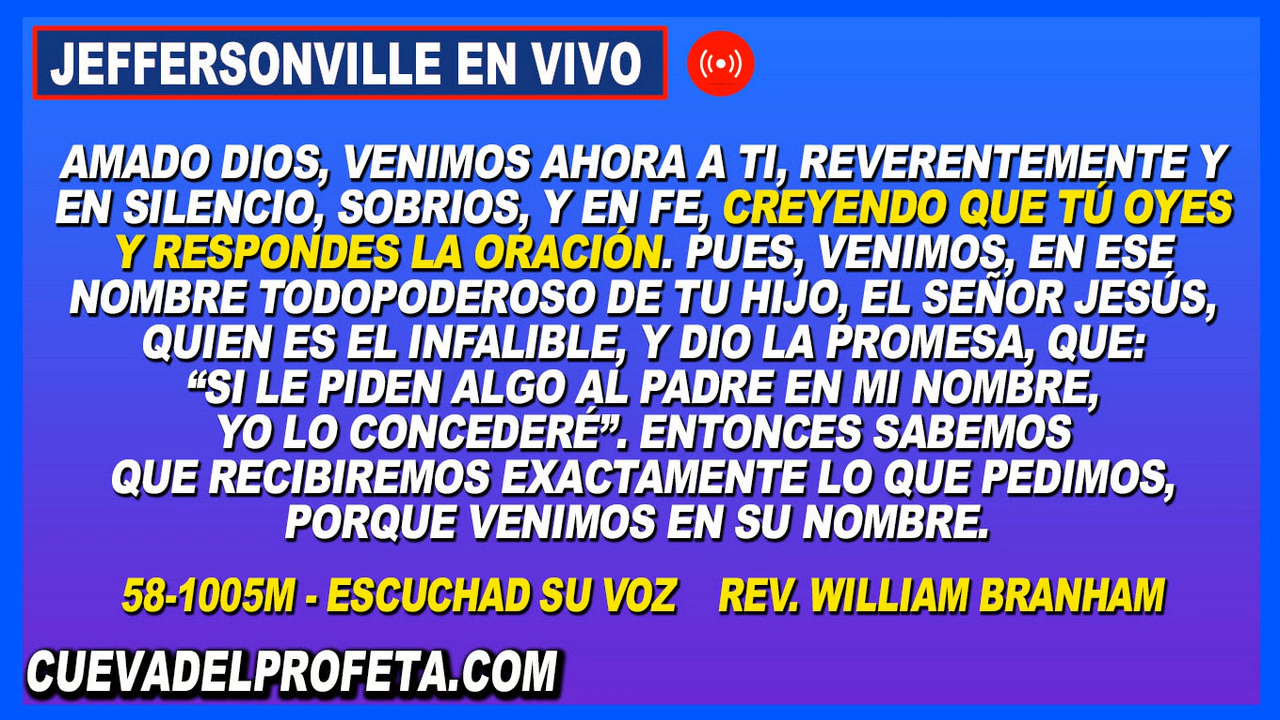 JEFFERSONVILLE EN VIVO
AMADO DIOS, VENIMOS AHORA A TI, REVERENTEMENTE Y
EN SILENCIO, SOBRIOS, Y EN FE, CREYENDO QUE TÚ OYES
Y RESPONDES LA ORACIÓN. PUES, VENIMOS, EN ESE
NOMBRE TODOPODEROSO DE TU HIJO, EL SEÑOR JESÚS,
QUIEN ES EL INFALIBLE, Y DIO LA PROMESA, QUE:
“SI LE PIDEN ALGO AL PADRE EN MI NOMBRE,
YO LO CONCEDERÉ”. ENTONCES SABEMOS
QUE RECIBIREMOS EXACTAMENTE LO QUE PEDIMOS,
PORQUE VENIMOS EN SU NOMBRE.
58-1005M - ESCUCHAD SU VOZ REV. WILLIAM BRANHAM
CUEVADELPROFETA.COM